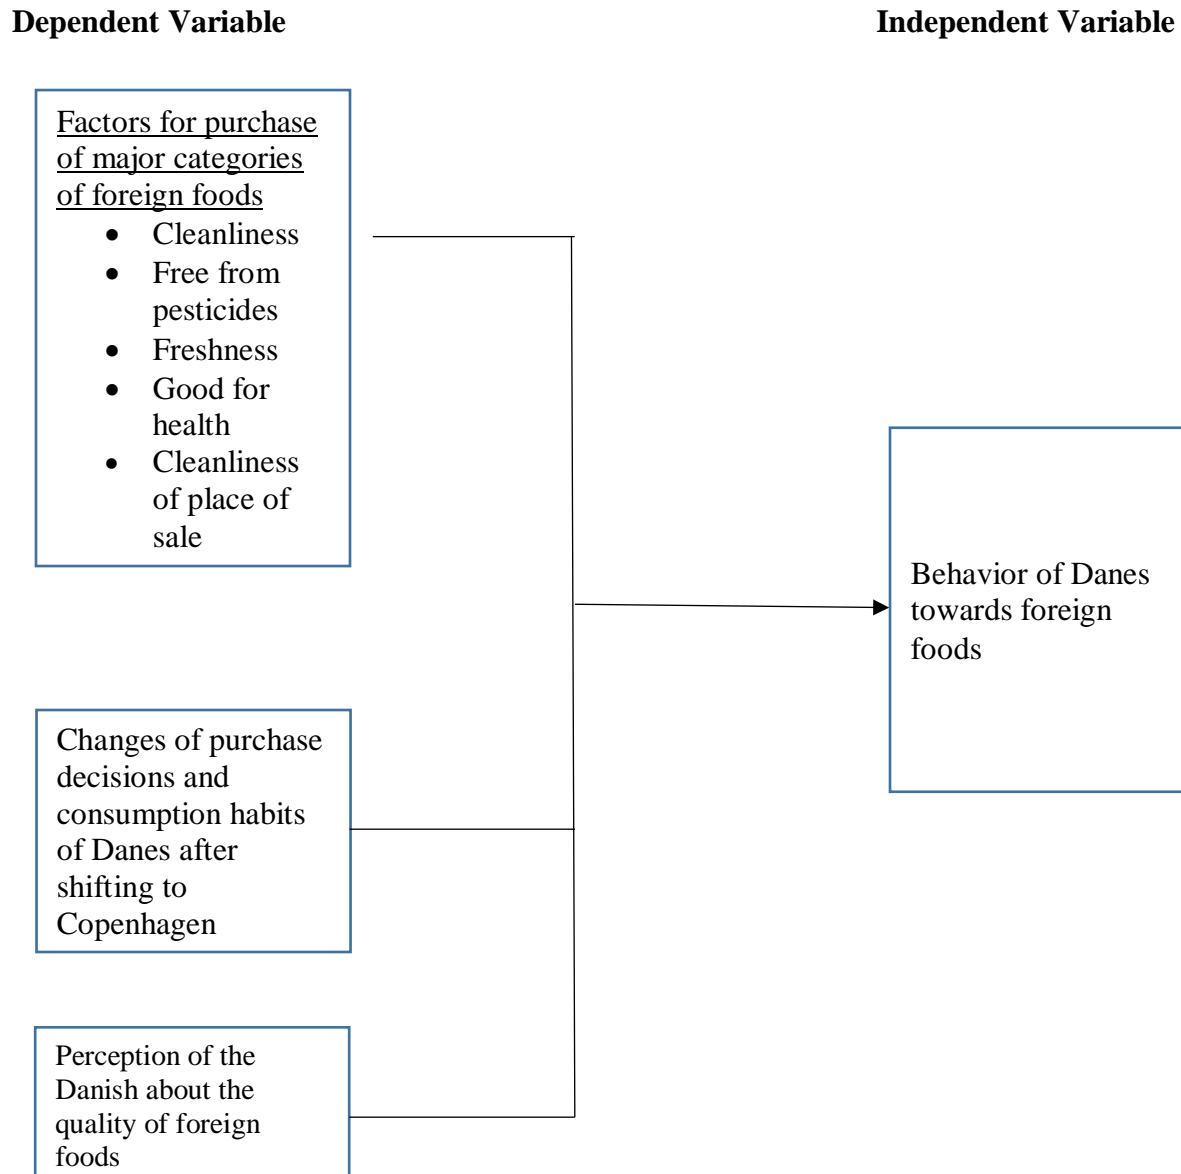 Dependent Variable
Independent Variable
Factors for purchase
of major categories
of foreign foods
• Cleanliness
• Free from
pesticides
• Freshness
• Good for
health
• Cleanliness
of place of
sale
Behavior of Danes
towards foreign
foods
Changes of purchase
decisions and
consumption habits
of Danes after
shifting to
Copenhagen
Perception of the
Danish about the
quality of foreign
foods